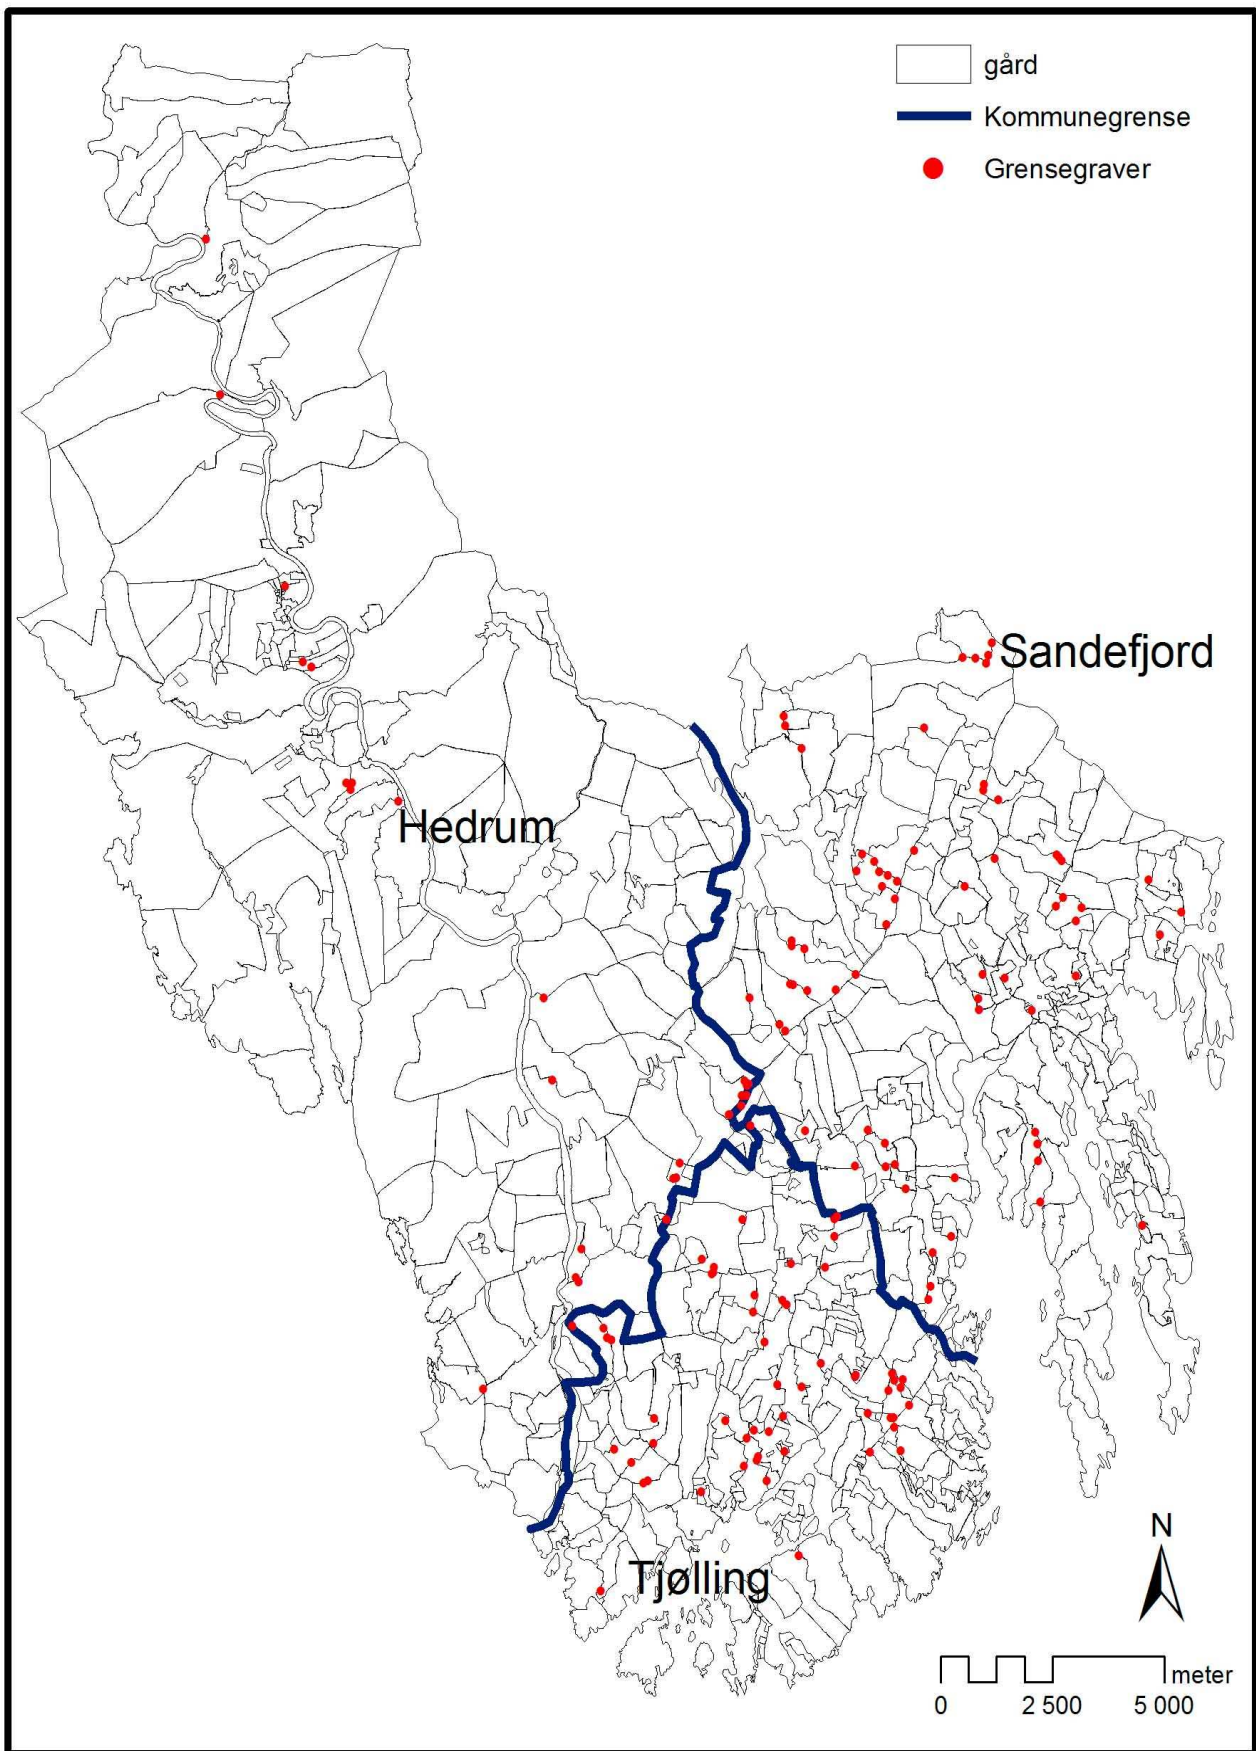 gård
Kommunegrense
Grensegraver
Sandefjord
Hedrum
Tjølling
N
meter
0 2 500 5 000